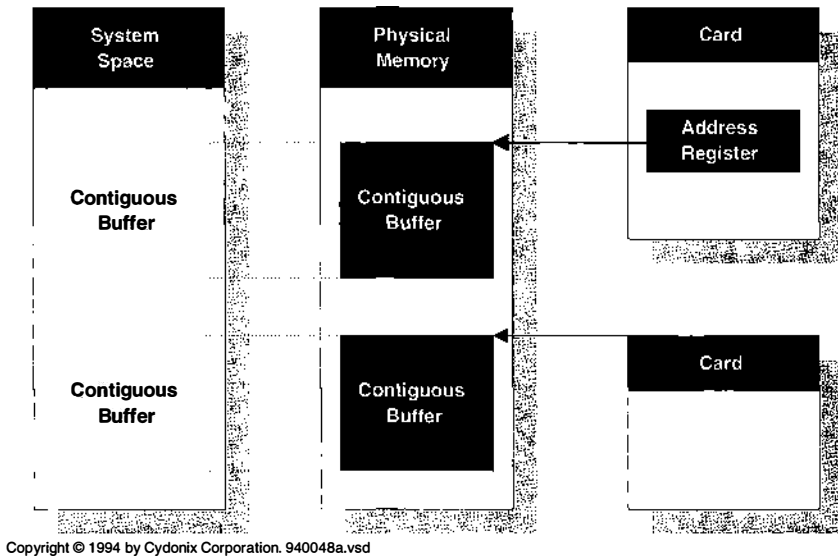 System
Space
Contiguous
Buffer
Contiguous
Buffer
Physical
Memory
Contiguous
Buffer
Contiguous
Buffer
Card
Address
Register
Card
Copyright © 1994 by Cydonix Corporation. 940048a.vsd